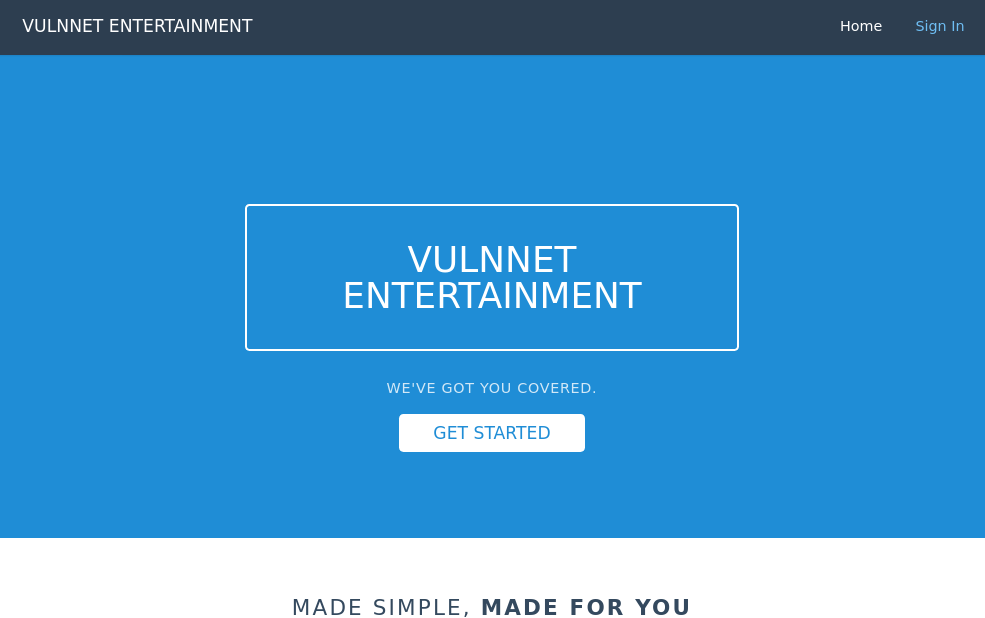 VULNNET ENTERTAINMENT
Home
Sign In
VULNNET
ENTERTAINMENT
WE'VE GOT YOU COVERED.
GET STARTED
MADE SIMPLE, MADE FOR YOU